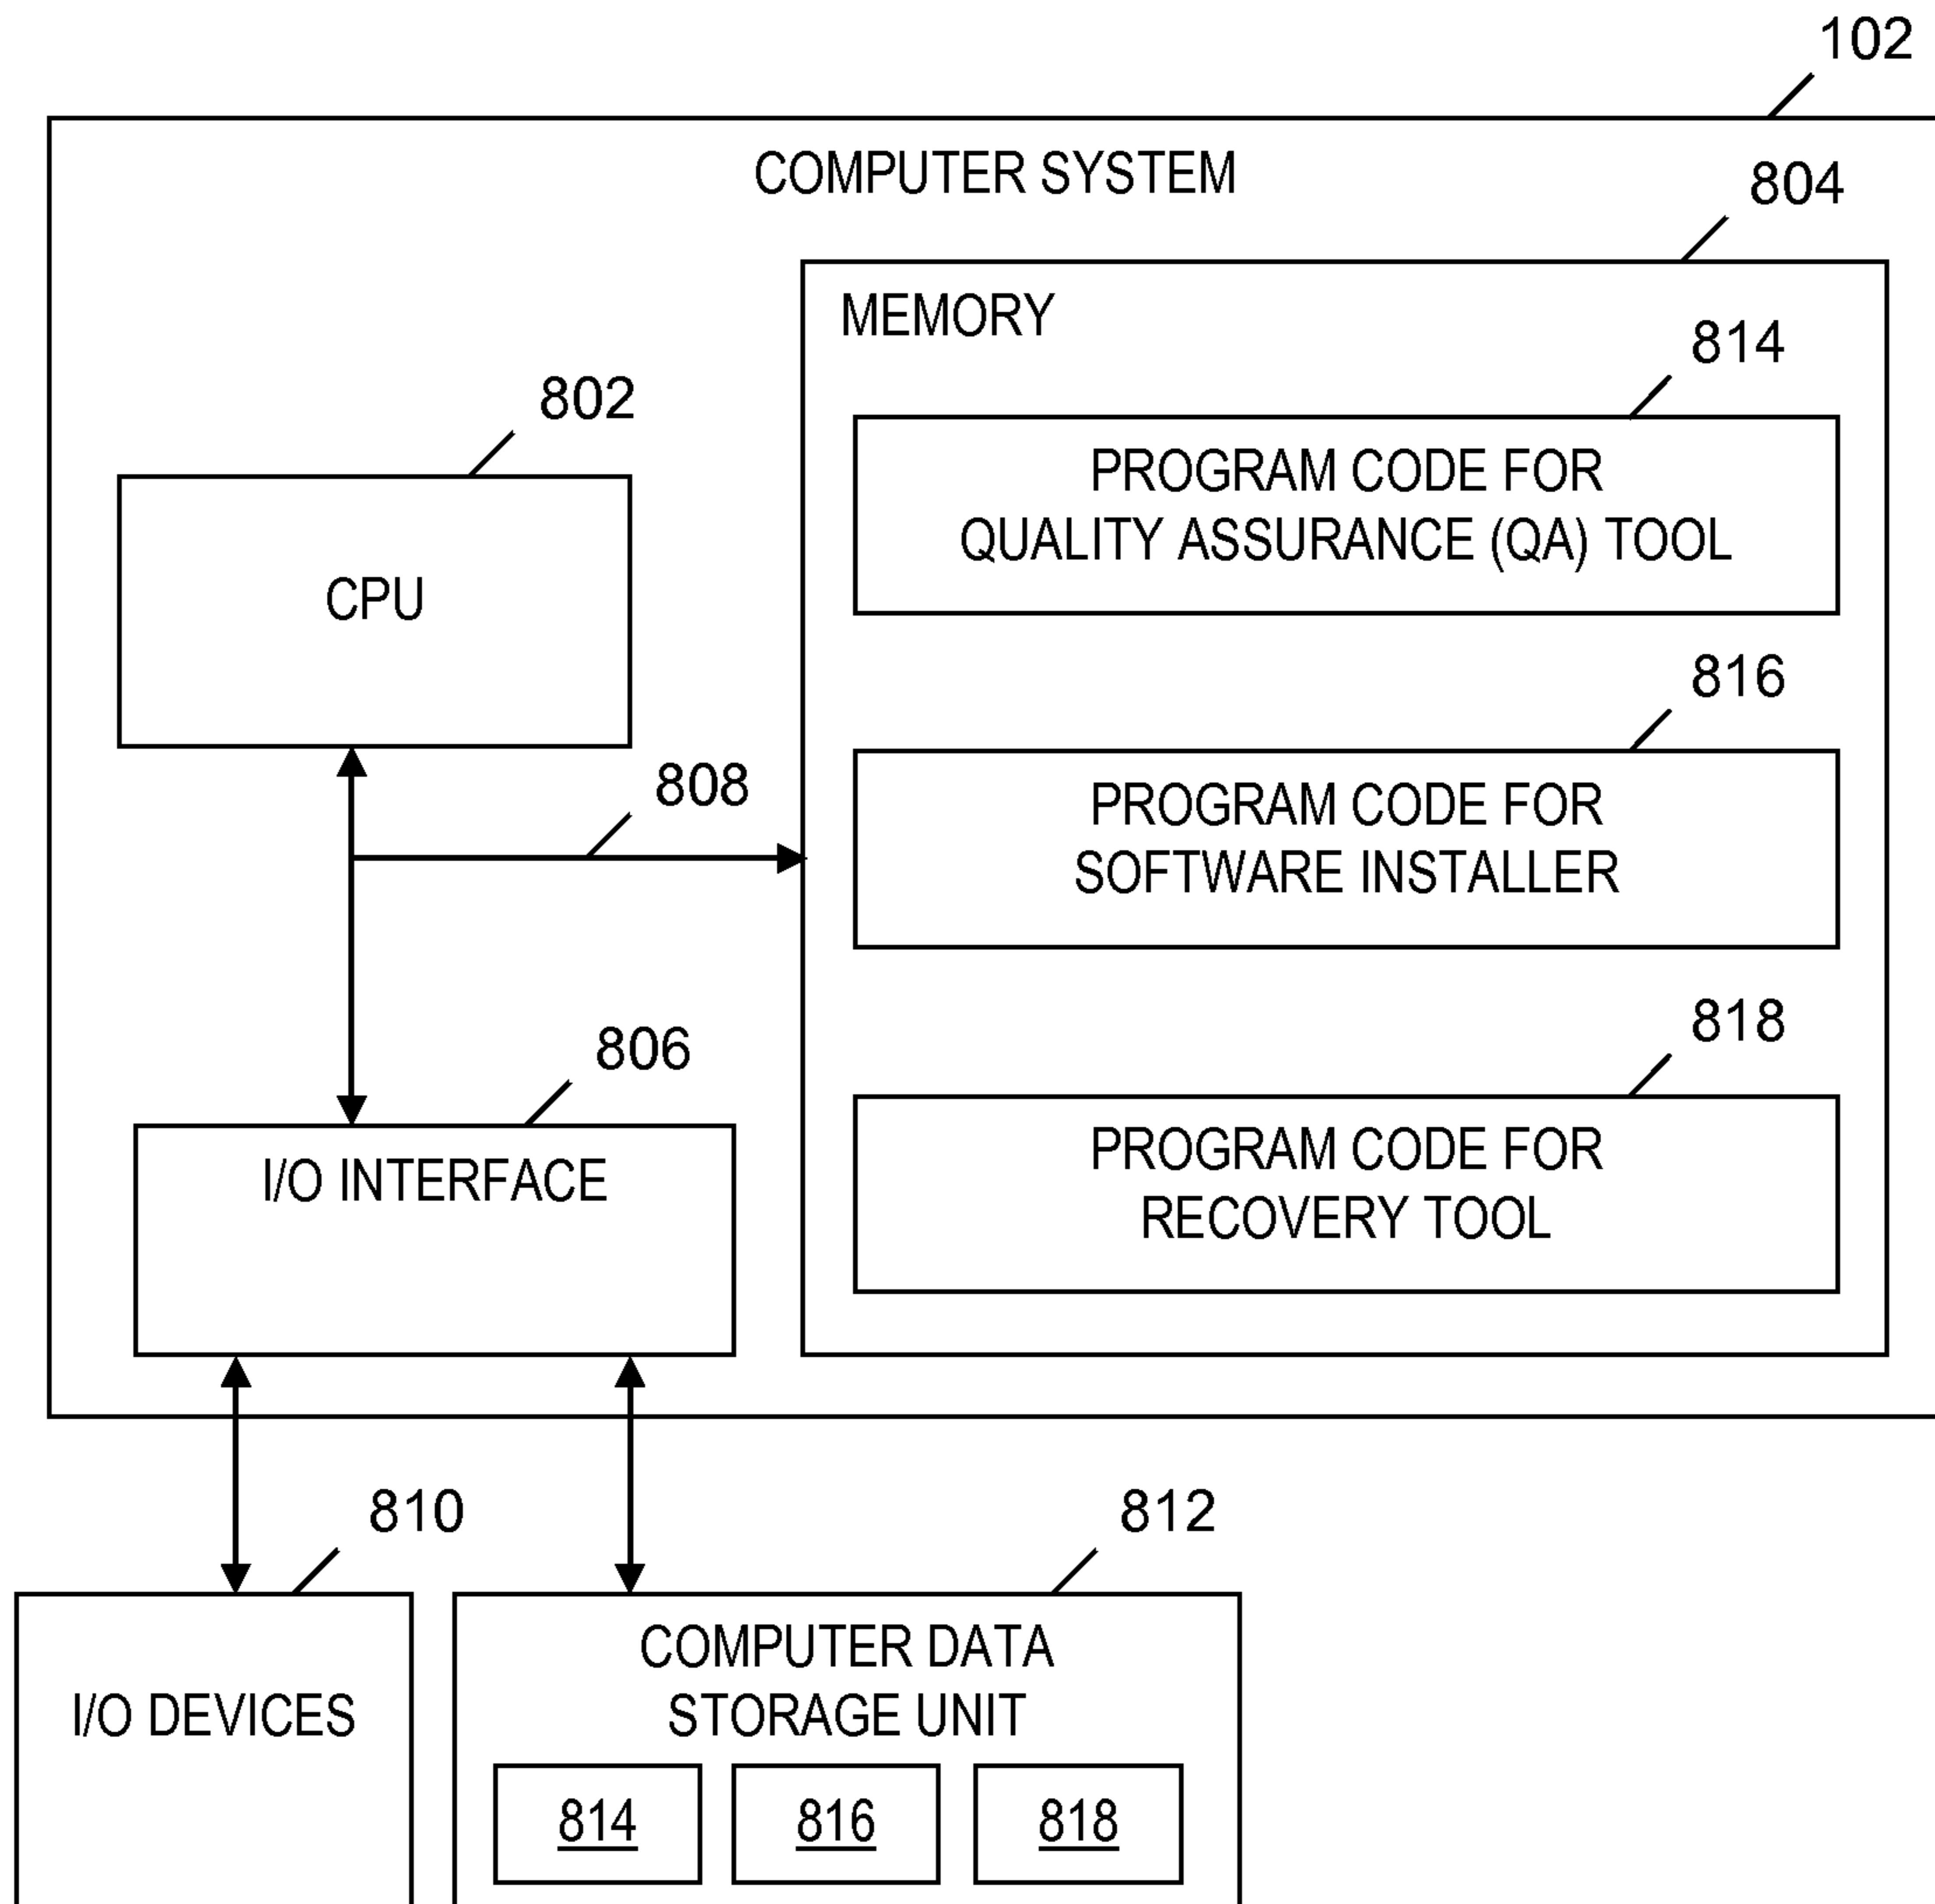 102
COMPUTER SYSTEM
804
MEMORY
814
802
PROGRAM CODE FOR
QUALITY ASSURANCE (QA) TOOL
CPU
816
808
PROGRAM CODE FOR
SOFTWARE INSTALLER
818
806
PROGRAM CODE FOR
RECOVERY TOOL
I/O INTERFACE
810
812
COMPUTER DATA
STORAGE UNIT
I/O DEVICES
814
816
818